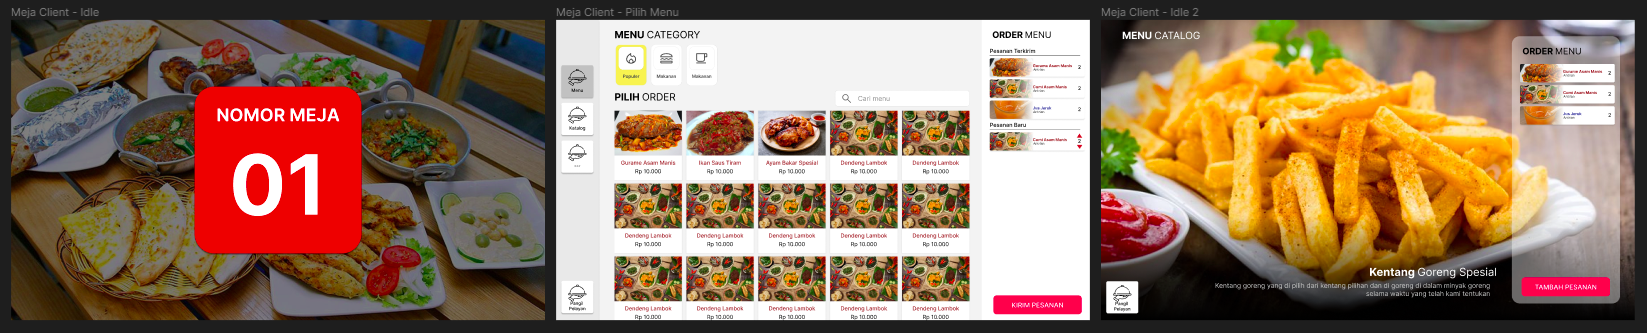 Meja Client - Idle
NOMOR MEJA
01
Meja Client - Pilih Menu
Menu
Katalog
...
Pangil
Pelayan
MENU CATEGORY
Populer
Makanan
Makanan
PILIH ORDER
Cari menu
Gurame Asam Manis
Rp 10.000
Ikan Saus Tiram
Rp 10.000
Ayam Bakar Spesial
Rp 10.000
Dendeng Lambok
Rp 10.000
Dendeng Lambok
Rp 10.000
Dendeng Lambok
Rp 10.000
Dendeng Lambok
Rp 10.000
Dendeng Lambok
Rp 10.000
Dendeng Lambok
Rp 10.000
Dendeng Lambok
Rp 10.000
Dendeng Lambok
Rp 10.000
Dendeng Lambok
Rp 10.000
Dendeng Lambok
Rp 10.000
Dendeng Lambok
Rp 10.000
Dendeng Lambok
Rp 10.000
ORDER MENU
Pesanan Terkirim
Gurame Asam Manis
2
Cumi Asam Manis
2
Jus Jeruk
2
Pesanan Baru
Cumi Asam Manis
2
KIRIM PESANAN
Meja Client - Idle 2
MENU CATALOG
ORDER MENU
Gurame Asam Manis
2
Cumi Asam Manis
2
Jus Jeruk
2
Kentang Goreng Spesial
Kentang goreng yang di pilih dari kentang pilihan dan di goreng di dalam minyak goreng
selama waktu yang telah kami tentukan
TAMBAH PESANAN
Pangil
Pelayan